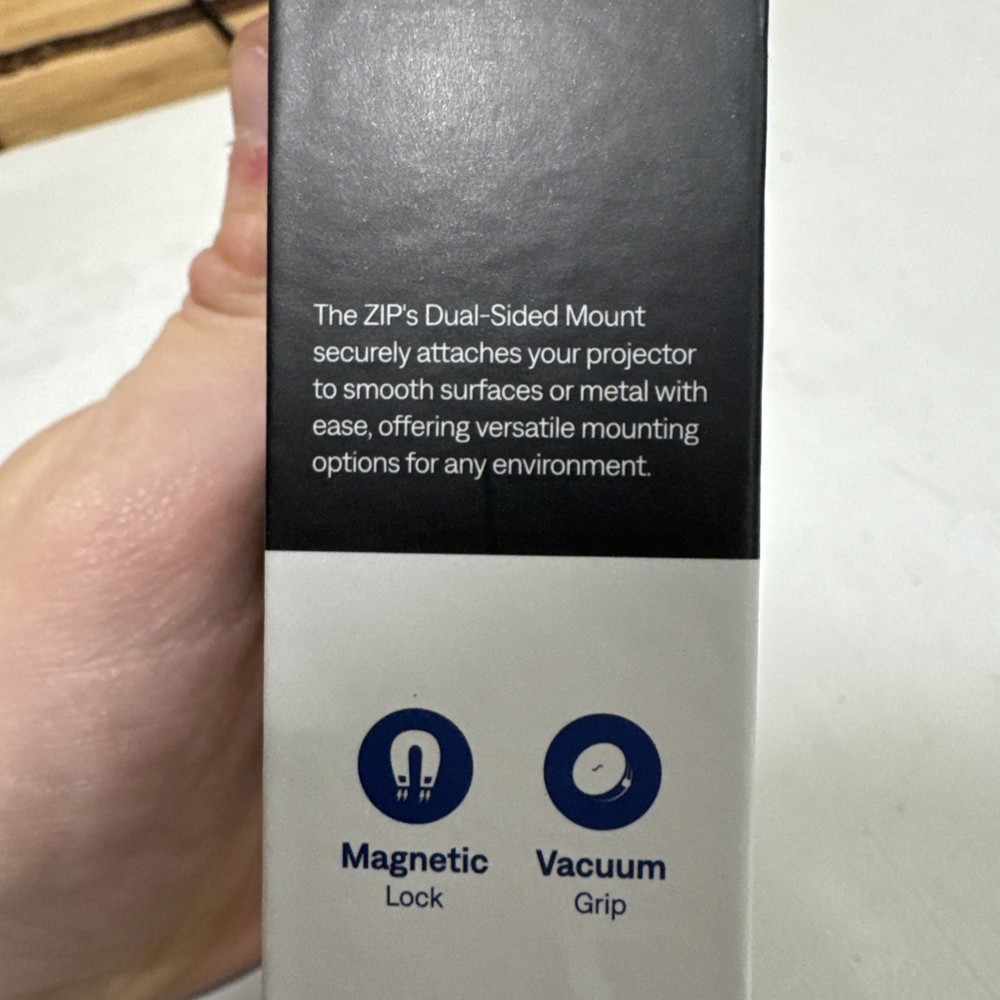 The ZIP's Dual-Sided Mount
securely attaches your projector
to smooth surfaces or metal with
ease, offering versatile mounting
options for any environment.
Magnetic
Lock
Vacuum
Grip